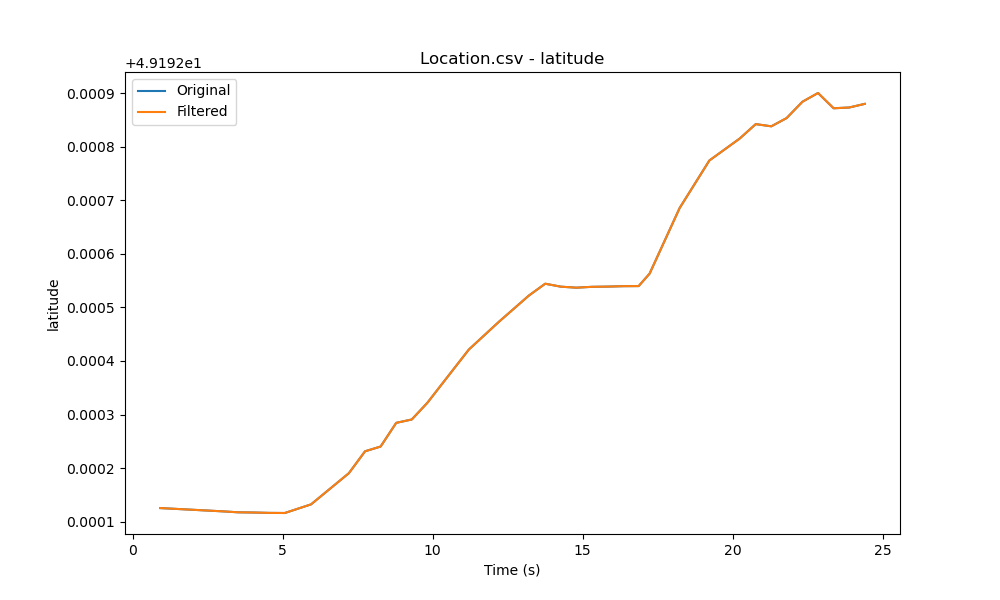 Location.csv - latitude
+4.9192e1
Original
Filtered
0.0009
0.0008
0.0007
0.0006
0.0005
0.0004
0.0003
0.0002
0.0001
latitude
0 5 10 15 20 25
Time (s)